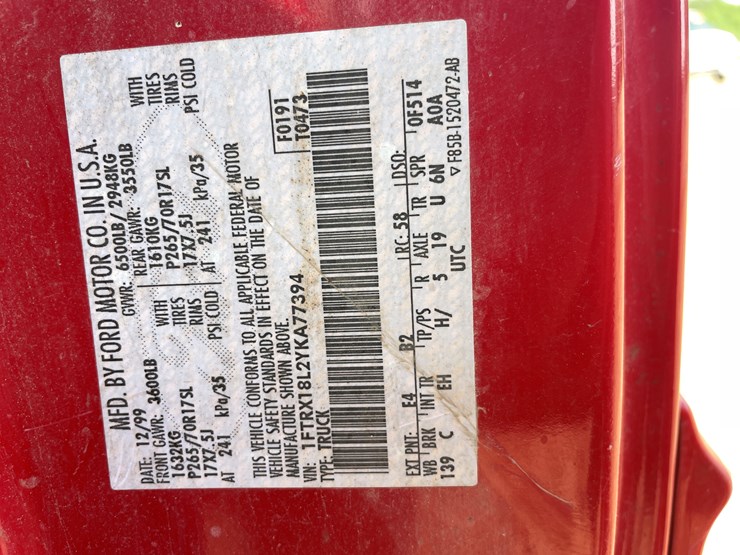 MFD. BY FORD MOTOR CO. IN U.S.A.
DATE: 12/99 GVWR: 6500LB/ 2948KG
FRONT GAWR: 3600LB REAR GAWR: 3550LB
1632KG WITH 1610KG WITH
P265/70R17SL TIRES P265/70R17SL TIRES
17X7.5J RIMS 17X7.5J RIMS
AT 241 kPa/35 PSI COLD AT 241 kPa/35 PSI COLD
THIS VEHICLE CONFORMS TO ALL APPLICABLE FEDERAL MOTOR
VEHICLE SAFETY STANDARDS IN EFFECT ON THE DATE OF
MANUFACTURE SHOWN ABOVE.
VIN: 1FTRX18L2YKA77394 F0191
TYPE: TRUCK T0473
EXT PNT: E4 B2 RC: 58 DSO: 0F514
WB BRK INT TR TP/PS R AXLE TR SPR A0A
139 C EH H/ 5 19 U 6N
UTC ▽ F85B-1520472-AB